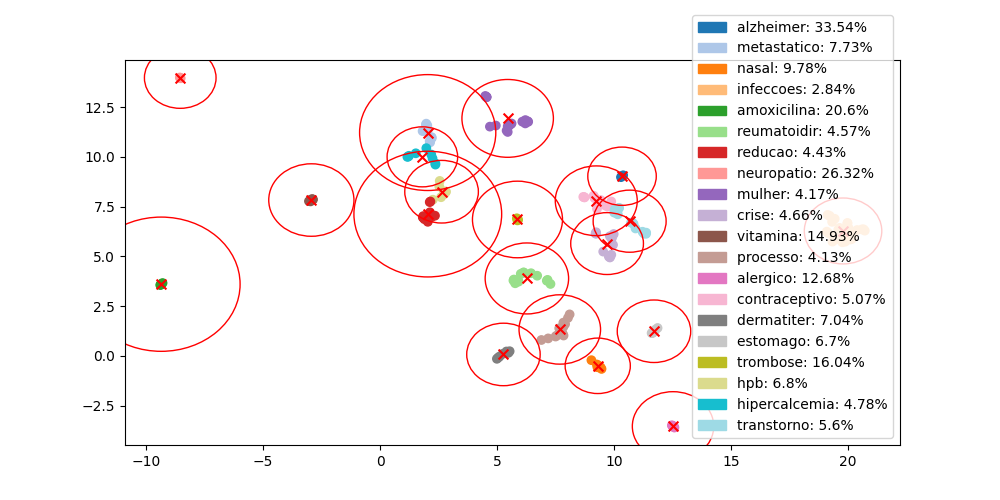 alzheimer: 33.54%
metastatico: 7.73%
nasal: 9.78%
infeccoes: 2.84%
amoxicilina: 20.6%
reumatoidir: 4.57%
reducao: 4.43%
neuropatio: 26.32%
mulher: 4.17%
crise: 4.66%
vitamina: 14.93%
processo: 4.13%
alergico: 12.68%
contraceptivo: 5.07%
dermatiter: 7.04%
estomago: 6.7%
trombose: 16.04%
hpb: 6.8%
hipercalcemia: 4.78%
transtorno: 5.6%
12.5
10.0
7.5
5.0
2.5
0.0
−2.5
−10 −5 0 5 10 15 20